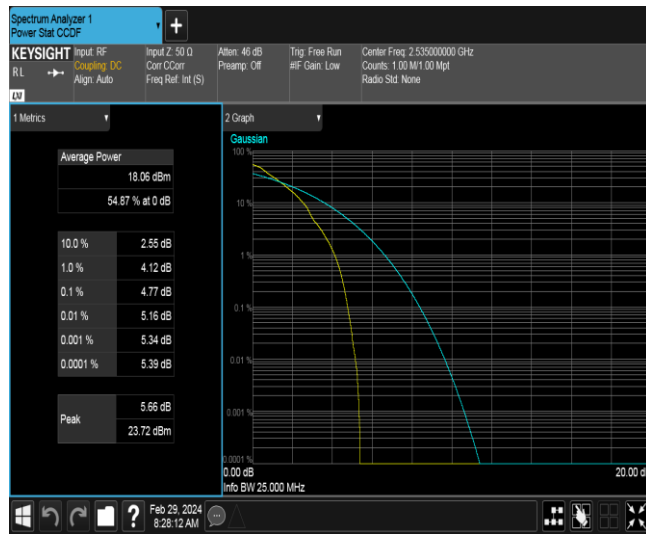 Spectrum Analyzer 1
Power Stat CCDF
KEYSIGHT
RL
LXI
Input: RF
Coupling: DC
Align: Auto
Input Z: 50 Ω
Corr CCorr
Freq Ref: Int (S)
Atten: 46 dB
Preamp: Off
Trig: Free Run
#IF Gain: Low
Center Freq: 2.535000000 GHz
Counts: 1.00 M/1.00 Mpt
Radio Std: None
1 Metrics
Average Power
18.06 dBm
54.87 % at 0 dB
10.0 % 2.55 dB
1.0 % 4.12 dB
0.1 % 4.77 dB
0.01 % 5.16 dB
0.001 % 5.34 dB
0.0001 % 5.39 dB
Peak
5.66 dB
23.72 dBm
2 Graph
Gaussian
100 %
10 %
1 %
0.1 %
0.01 %
0.001 %
0.0001 %
0.00 dB
20.00 d
Info BW 25.000 MHz
Feb 29, 2024
8:28:12 AM